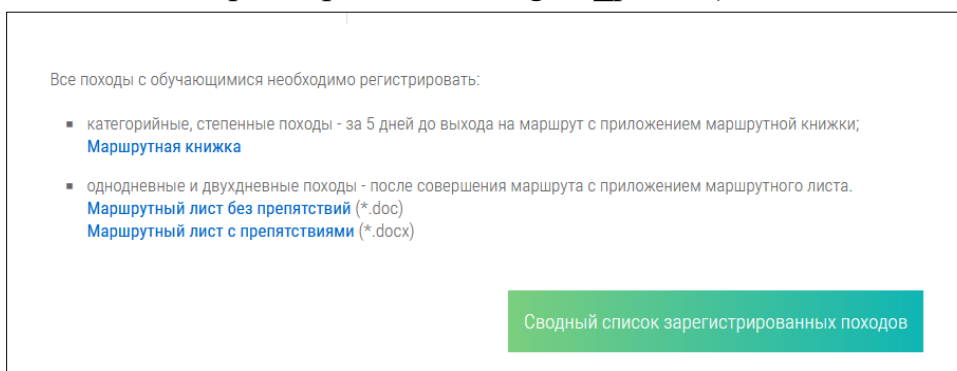 Все походы с обучающимися необходимо регистрировать:
▪ категорийные, степенные походы - за 5 дней до выхода на маршрут с приложением маршрутной книжки;
Маршрутная книжка
▪ однодневные и двухдневные походы - после совершения маршрута с приложением маршрутного листа.
Маршрутный лист без препятствий (*.doc)
Маршрутный лист с препятствиями (*.docx)
Сводный список зарегистрированных походов